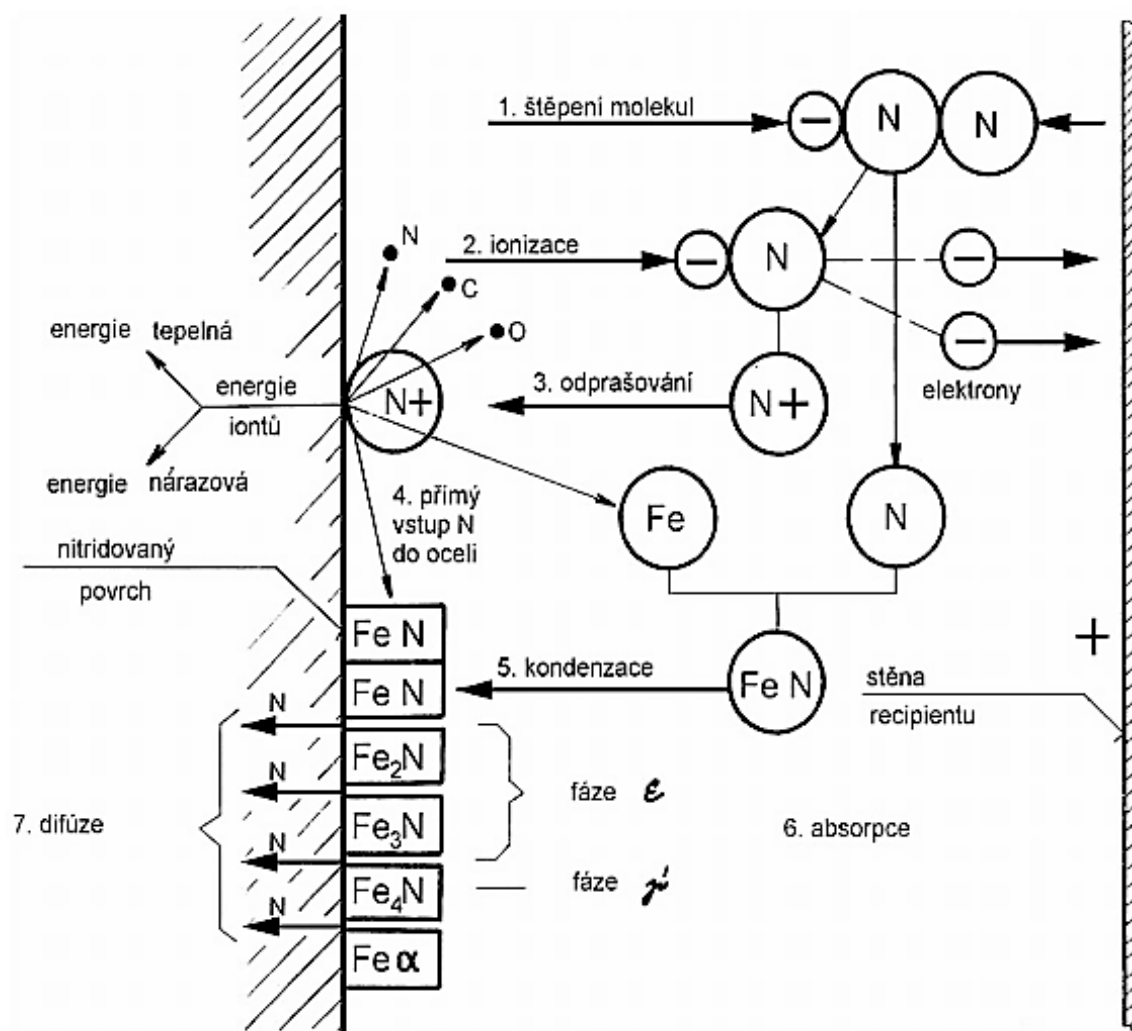 1. štěpení molekul
− N N
N
2. ionizace
− N −
C
O
energie tepelná
−
energie
iontů
N+
3. odprašování
N+
elektrony
energie nárazová
4. přímý
vstup N
do oceli
Fe
N
nitridovaný
povrch
Fe N
+
Fe N
5. kondenzace
Fe N
stěna
recipientu
N
Fe₂N
N
fáze ε
7. difúze
Fe₃N
6. absorpce
N
Fe₄N
fáze γ'
N
Fe α